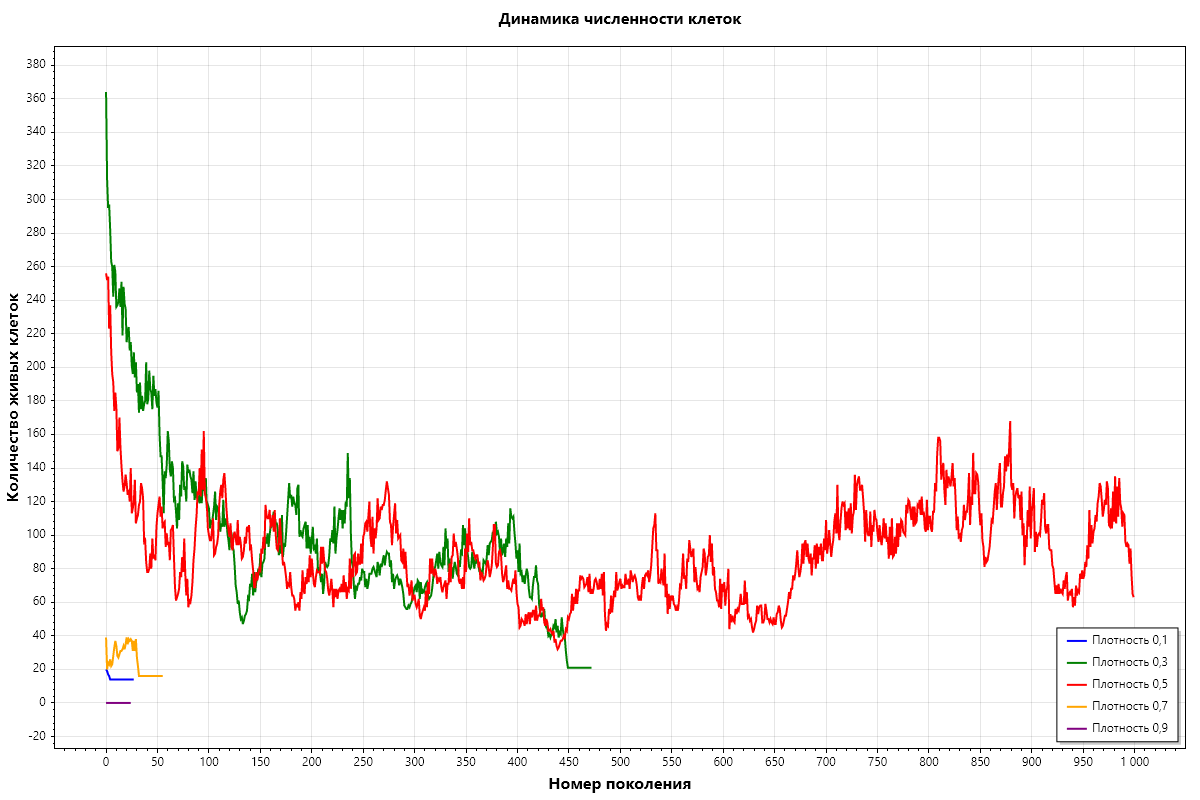 Динамика численности клеток
Количество живых клеток
380
360
340
320
300
280
260
240
220
200
180
160
140
120
100
80
60
40
20
0
-20
0 50 100 150 200 250 300 350 400 450 500 550 600 650 700 750 800 850 900 950 1 000
Номер поколения
Плотность 0,1
Плотность 0,3
Плотность 0,5
Плотность 0,7
Плотность 0,9